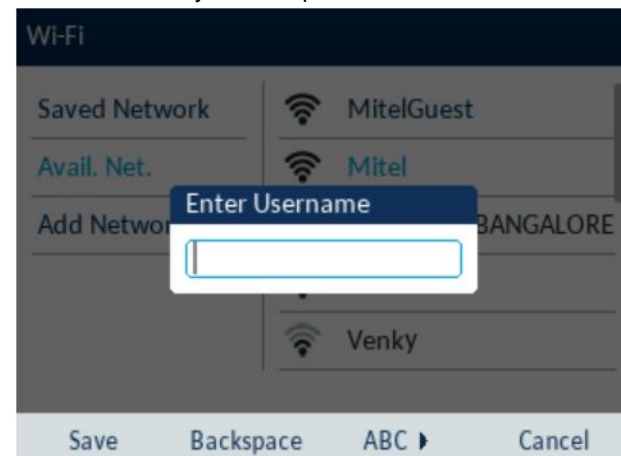 Wi-Fi
Saved Network
MitelGuest
Avail. Net.
Mitel
Enter Username
Add Networ
BANGALORE
Venky
Save Backspace ABC Cancel